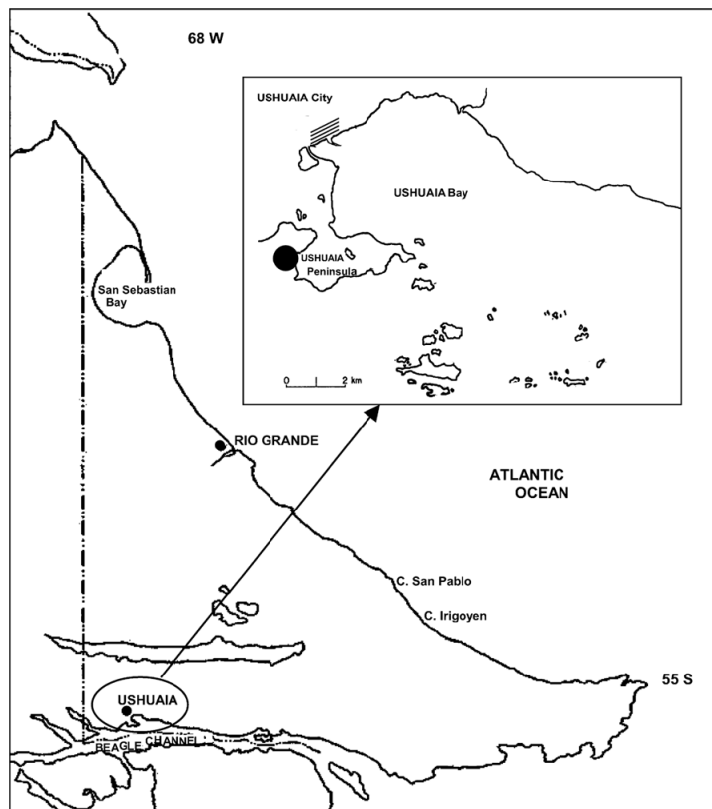 68 W
USHUAIA City
USHUAIA Bay
USHUAIA
Peninsula
San Sebastian
Bay
0 2 km
RIO GRANDE
ATLANTIC
OCEAN
C. San Pablo
C. Irigoyen
55 S
USHUAIA
BEAGLE CHANNEL